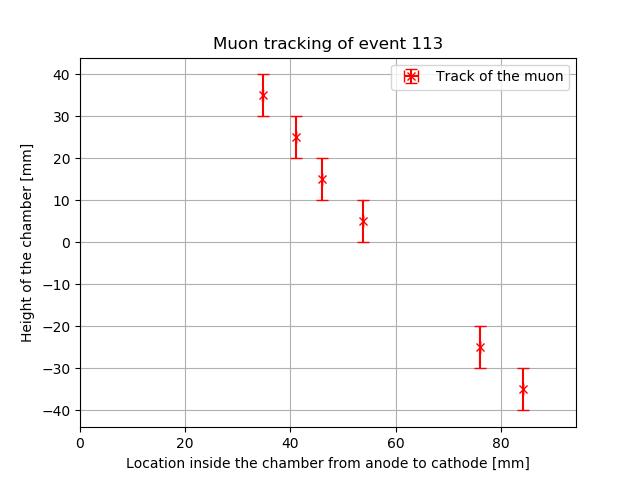 Muon tracking of event 113
Track of the muon
Height of the chamber [mm]
40
30
20
10
0
−10
−20
−30
−40
0 20 40 60 80
Location inside the chamber from anode to cathode [mm]